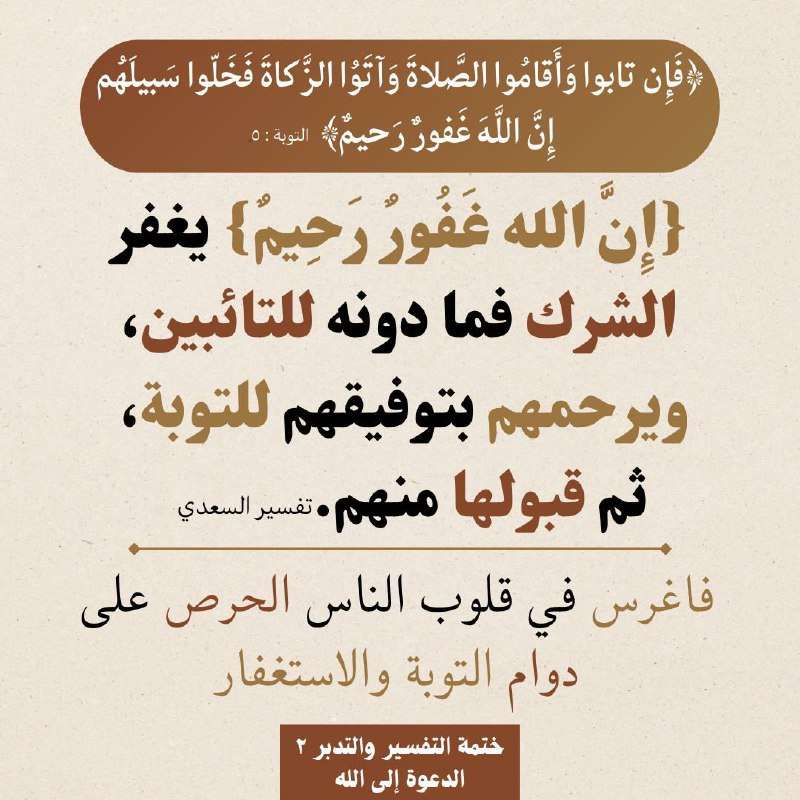 ﴿فَإِن تابوا وَأَقامُوا الصَّلاةَ وَآتَوُا الزَّكاةَ فَخَلّوا سَبيلَهُم
إِنَّ اللَّهَ غَفورٌ رَحيمٌ﴾ التوبة : ٥
{إِنَّ الله غَفُورٌ رَحِيمٌ} يغفر
الشرك فما دونه للتائبين،
ويرحمهم بتوفيقهم للتوبة،
ثم قبولها منهم. تفسير السعدي
فاغرس في قلوب الناس الحرص على
دوام التوبة والاستغفار
ختمة التفسير والتدبر ٢
الدعوة إلى الله